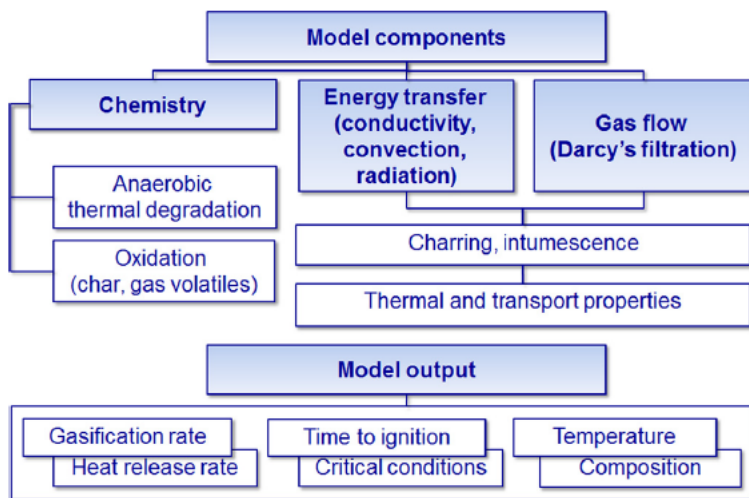 Model components
Chemistry
Energy transfer
(conductivity,
convection,
radiation)
Gas flow
(Darcy's filtration)
Anaerobic
thermal degradation
Oxidation
(char, gas volatiles)
Charring, intumescence
Thermal and transport properties
Model output
Gasification rate
Heat release rate
Time to ignition
Critical conditions
Temperature
Composition